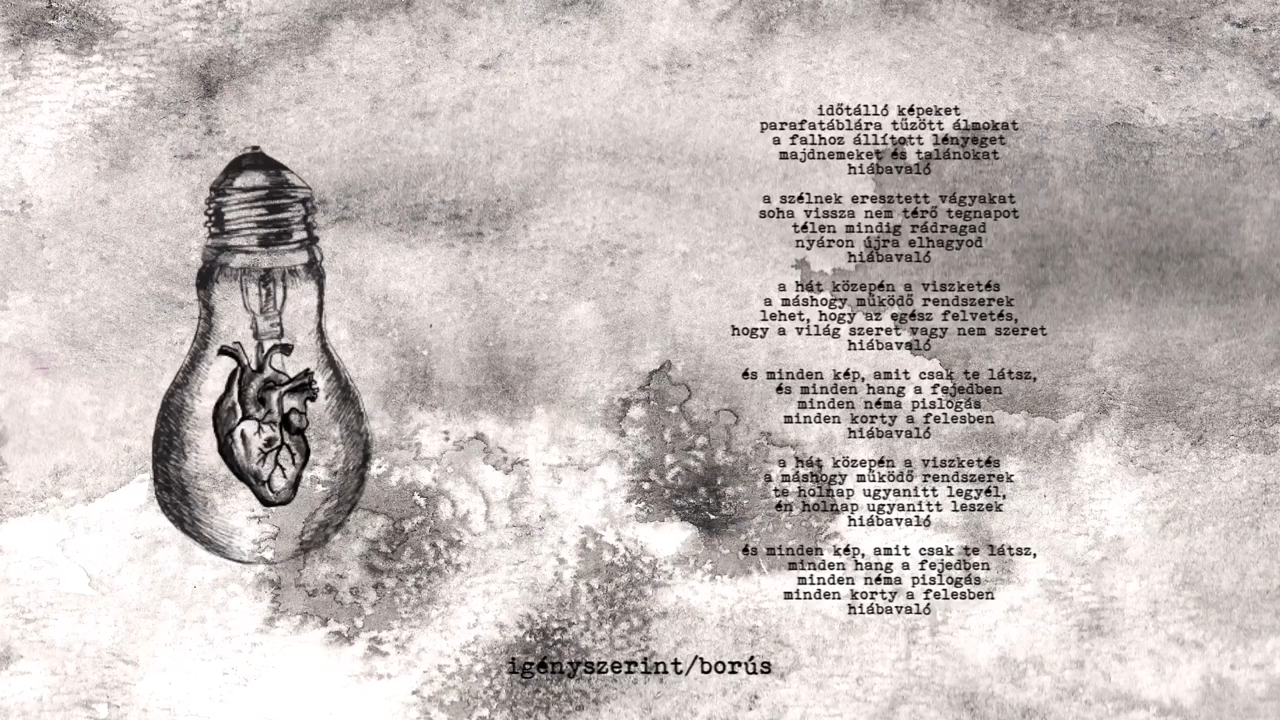 időtálló képeket
parafatáblára tűzött álmokat
a falhoz állított lényeget
majdnemeket és talánokat
hiábavaló
a szélnek eresztett vágyakat
soha vissza nem térő tegnapot
télen mindig rádragad
nyáron újra elhagyod
hiábavaló
a hát közepén a viszketés
a máshogy működő rendszerek
lehet, hogy az egész felvetés,
hogy a világ szeret vagy nem szeret
hiábavaló
és minden kép, amit csak te látsz,
és minden hang a fejedben
minden néma pislogás
minden korty a felesben
hiábavaló
a hát közepén a viszketés
a máshogy működő rendszerek
te holnap ugyanitt legyél,
én holnap ugyanitt leszek
hiábavaló
és minden kép, amit csak te látsz,
minden hang a fejedben
minden néma pislogás
minden korty a felesben
hiábavaló
igényszerint/borús